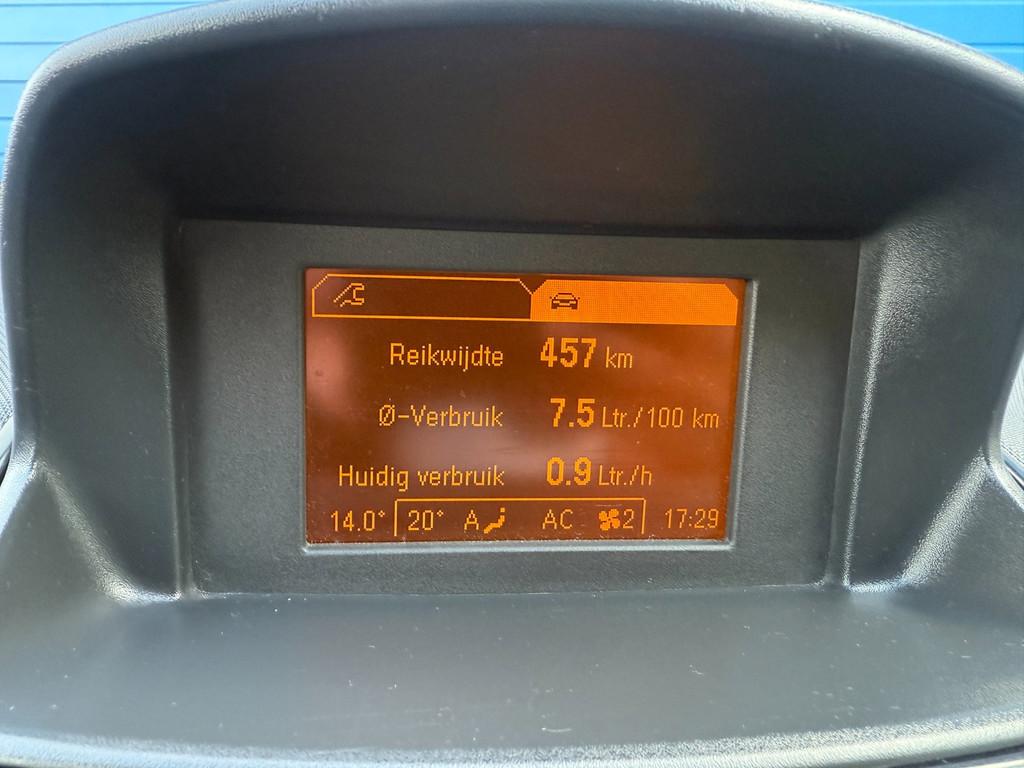 Reikwijdte 457 km
Ø-Verbruik 7.5 Ltr./100 km
Huidig verbruik 0.9 Ltr./h
14.0° 20° A AC 2 17:29